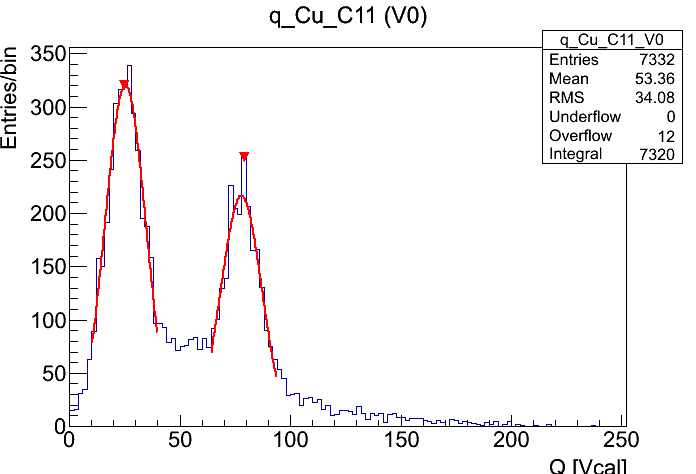 q_Cu_C11 (V0)
q_Cu_C11_V0
Entries 7332
Mean 53.36
RMS 34.08
Underflow 0
Overflow 12
Integral 7320
Entries/bin
350
300
250
200
150
100
50
0
0 50 100 150 200 250
Q [Vcal]